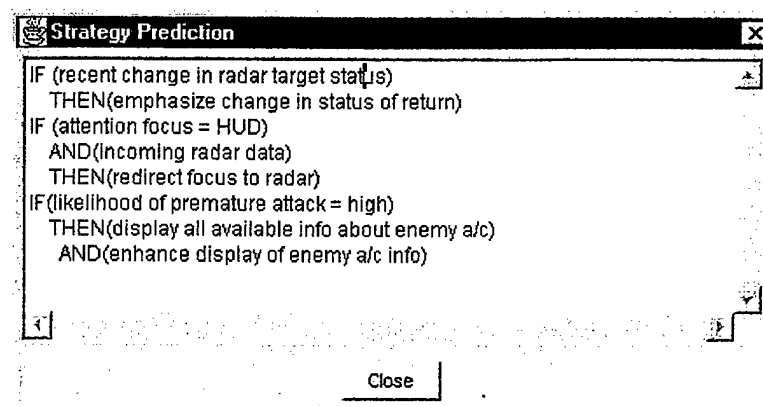 Strategy Prediction
IF (recent change in radar target status)
THEN(emphasize change in status of return)
IF (attention focus = HUD)
AND(incoming radar data)
THEN(redirect focus to radar)
IF(likelihood of premature attack = high)
THEN(display all available info about enemy a/c)
AND(enhance display of enemy a/c info)
Close